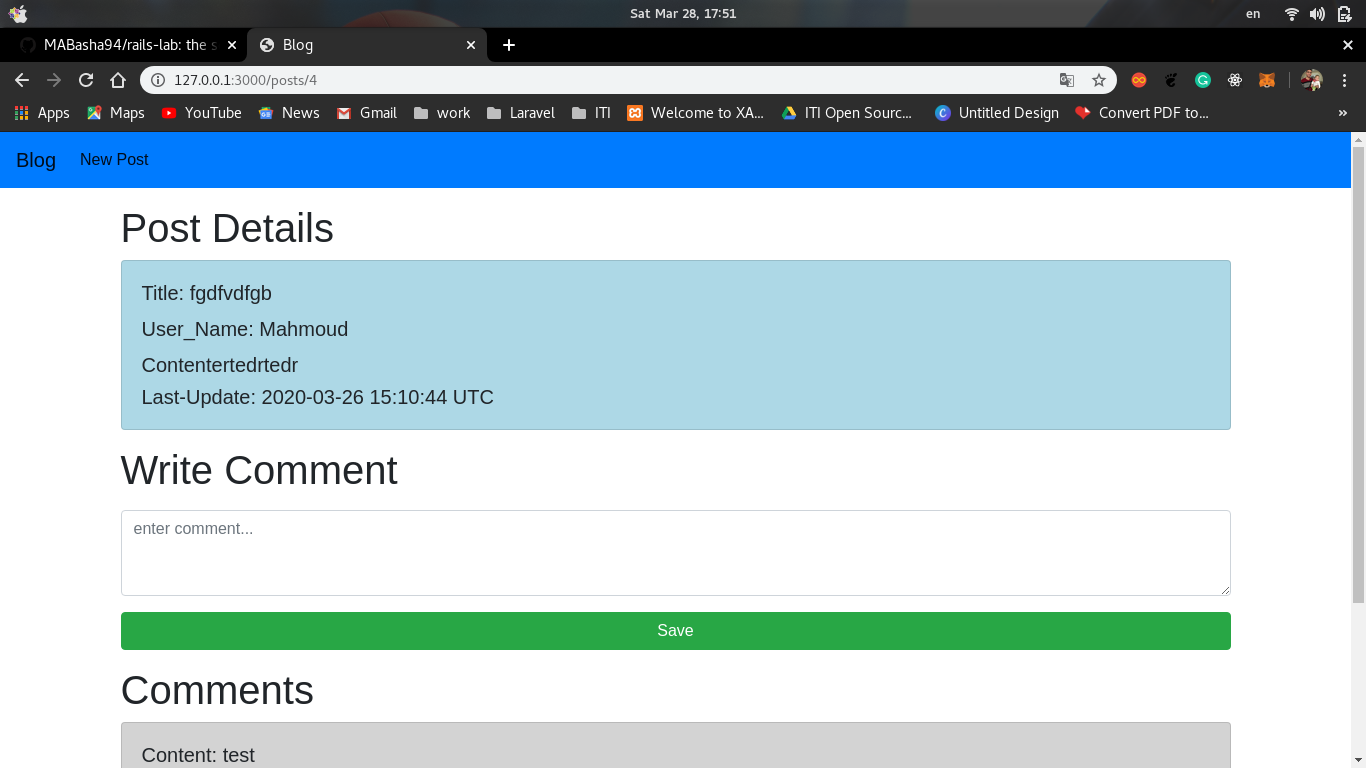 Sat Mar 28, 17:51
en
MABasha94/rails-lab: the s
Blog
127.0.0.1:3000/posts/4
Apps
Maps
YouTube
News
Gmail
work
Laravel
ITI
Welcome to XA...
ITI Open Sourc...
Untitled Design
Convert PDF to...
»
Blog
New Post
Post Details
Title: fgdfvdfgb
User_Name: Mahmoud
Contentertedrtedr
Last-Update: 2020-03-26 15:10:44 UTC
Write Comment
enter comment...
Save
Comments
Content: test